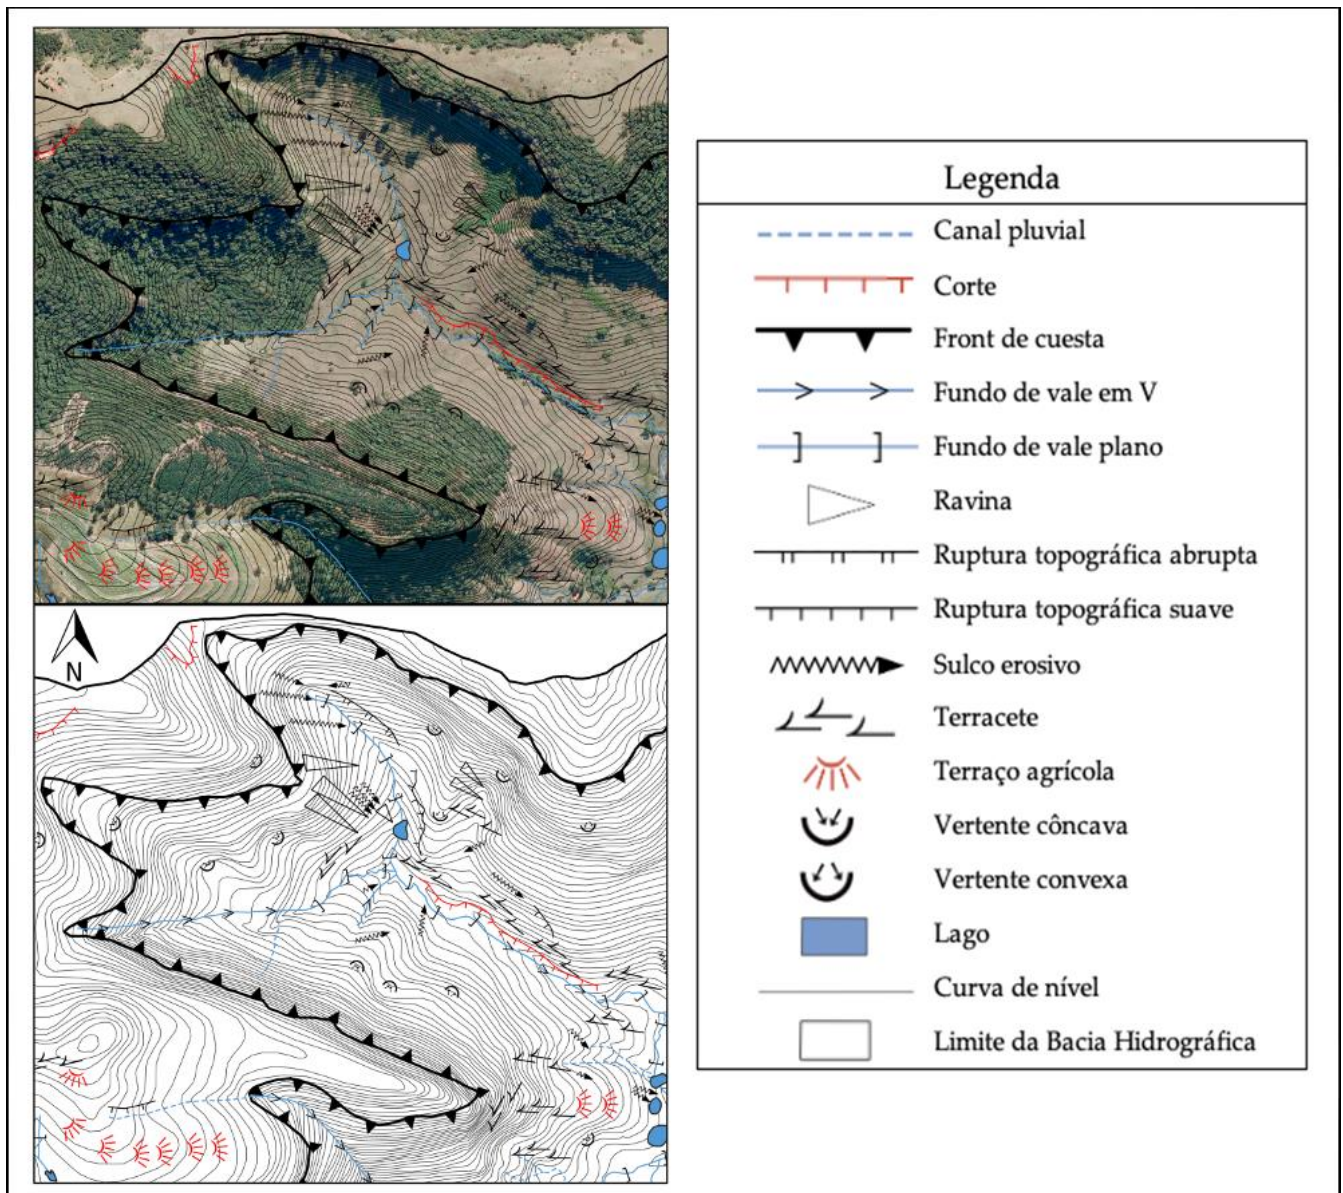 N
Legenda
Canal pluvial
Corte
Front de cuesta
Fundo de vale em V
Fundo de vale plano
Ravina
Ruptura topográfica abrupta
Ruptura topográfica suave
Sulco erosivo
Terracete
Terraço agrícola
Vertente côncava
Vertente convexa
Lago
Curva de nível
Limite da Bacia Hidrográfica